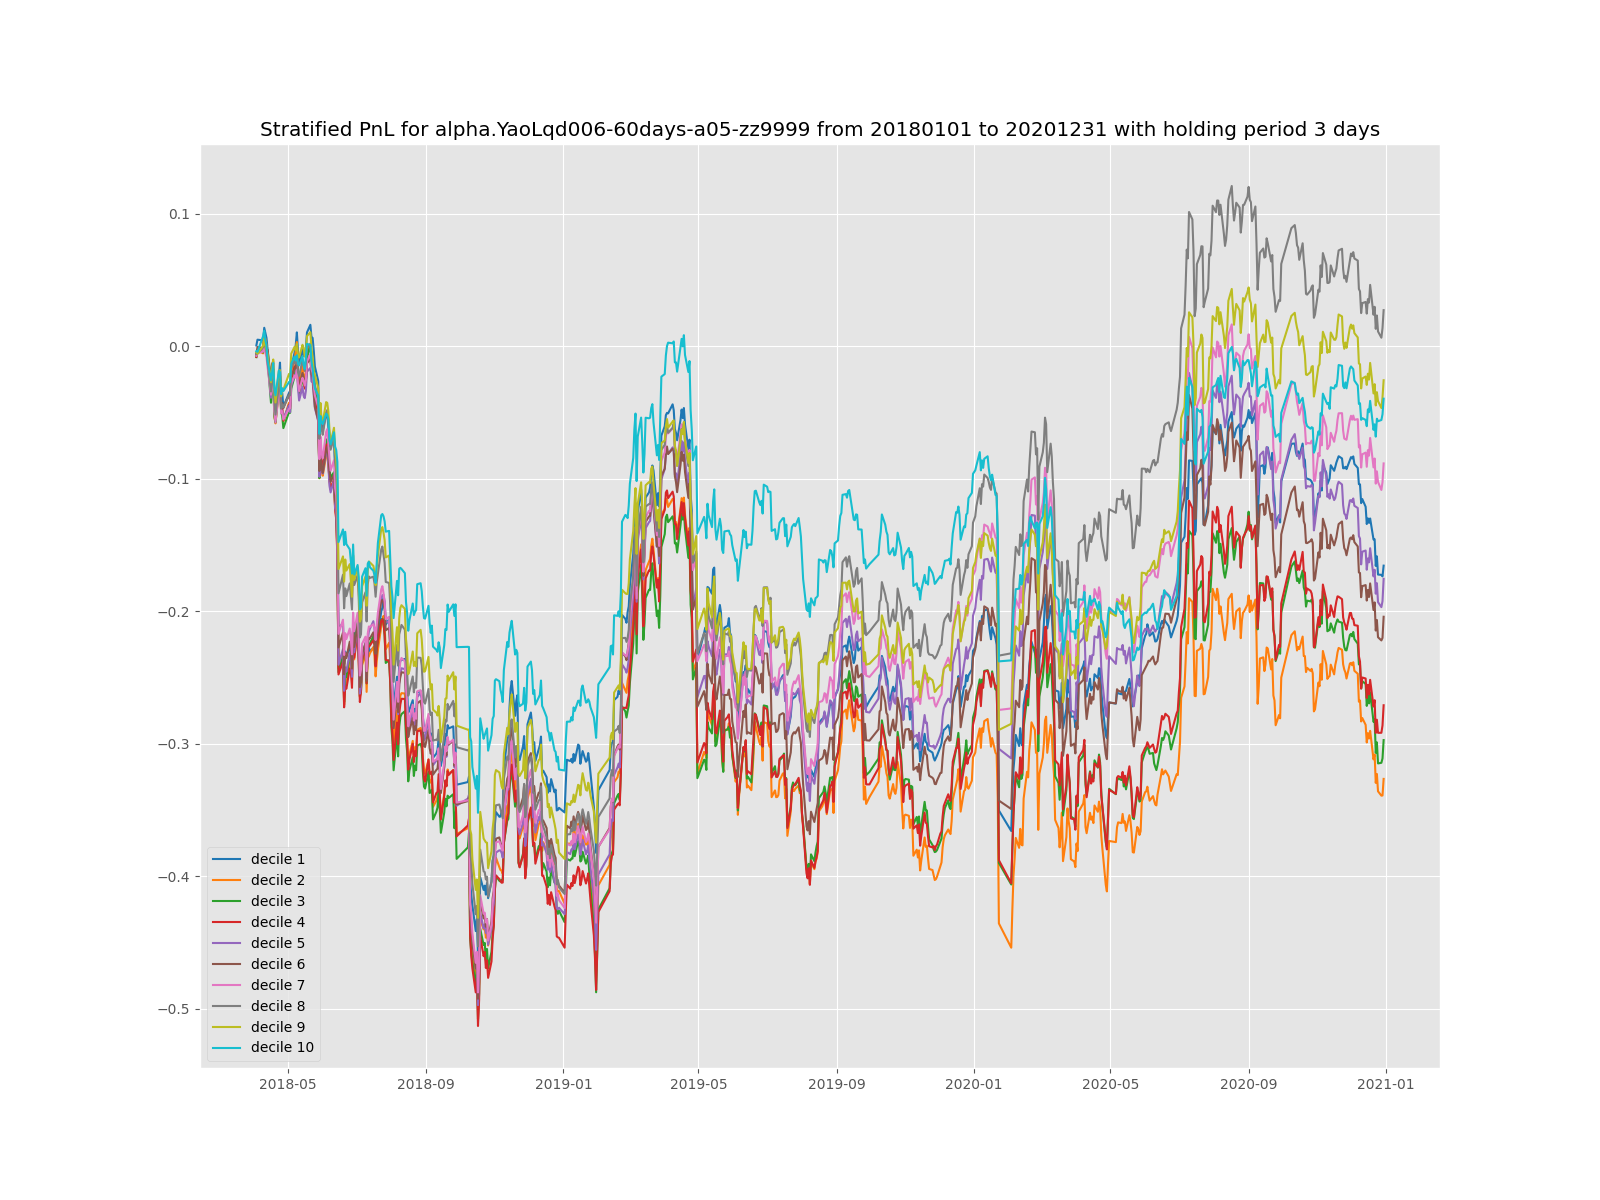 Stratified PnL for alpha.YaoLqd006-60days-a05-zz9999 from 20180101 to 20201231 with holding period 3 days
0.1
0.0
−0.1
−0.2
−0.3
−0.4
−0.5
decile 1
decile 2
decile 3
decile 4
decile 5
decile 6
decile 7
decile 8
decile 9
decile 10
2018-05 2018-09 2019-01 2019-05 2019-09 2020-01 2020-05 2020-09 2021-01